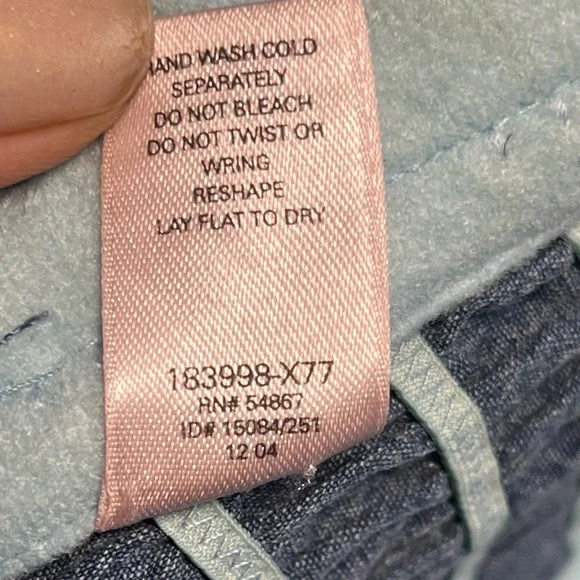 HAND WASH COLD
SEPARATELY
DO NOT BLEACH
DO NOT TWIST OR
WRING
RESHAPE
LAY FLAT TO DRY
183998-X77
RN# 54867
ID# 15084/251
12 04